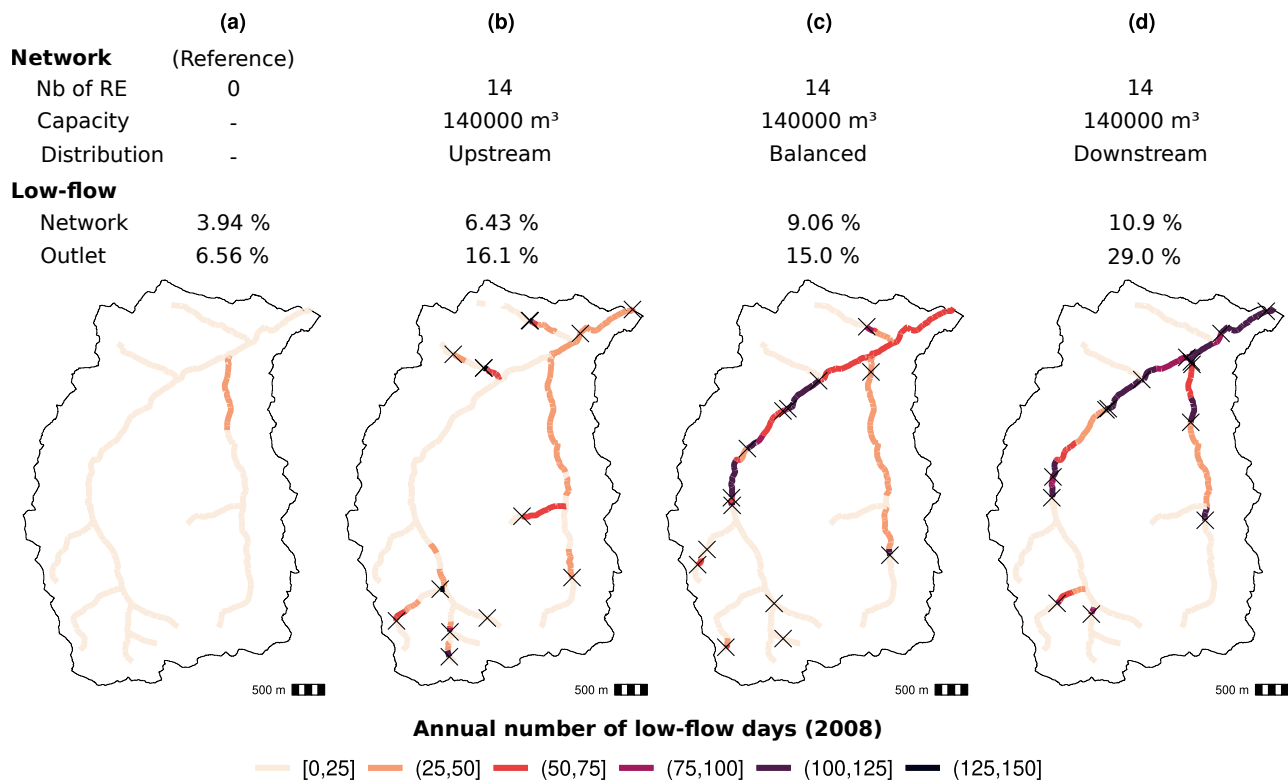 (a) (b) (c) (d)
Network (Reference)
Nb of RE 0 14 14 14
Capacity - 140000 m³ 140000 m³ 140000 m³
Distribution - Upstream Balanced Downstream
Low-flow
Network 3.94 % 6.43 % 9.06 % 10.9 %
Outlet 6.56 % 16.1 % 15.0 % 29.0 %
500 m 500 m 500 m 500 m
Annual number of low-flow days (2008)
[0,25] (25,50] (50,75] (75,100] (100,125] (125,150]